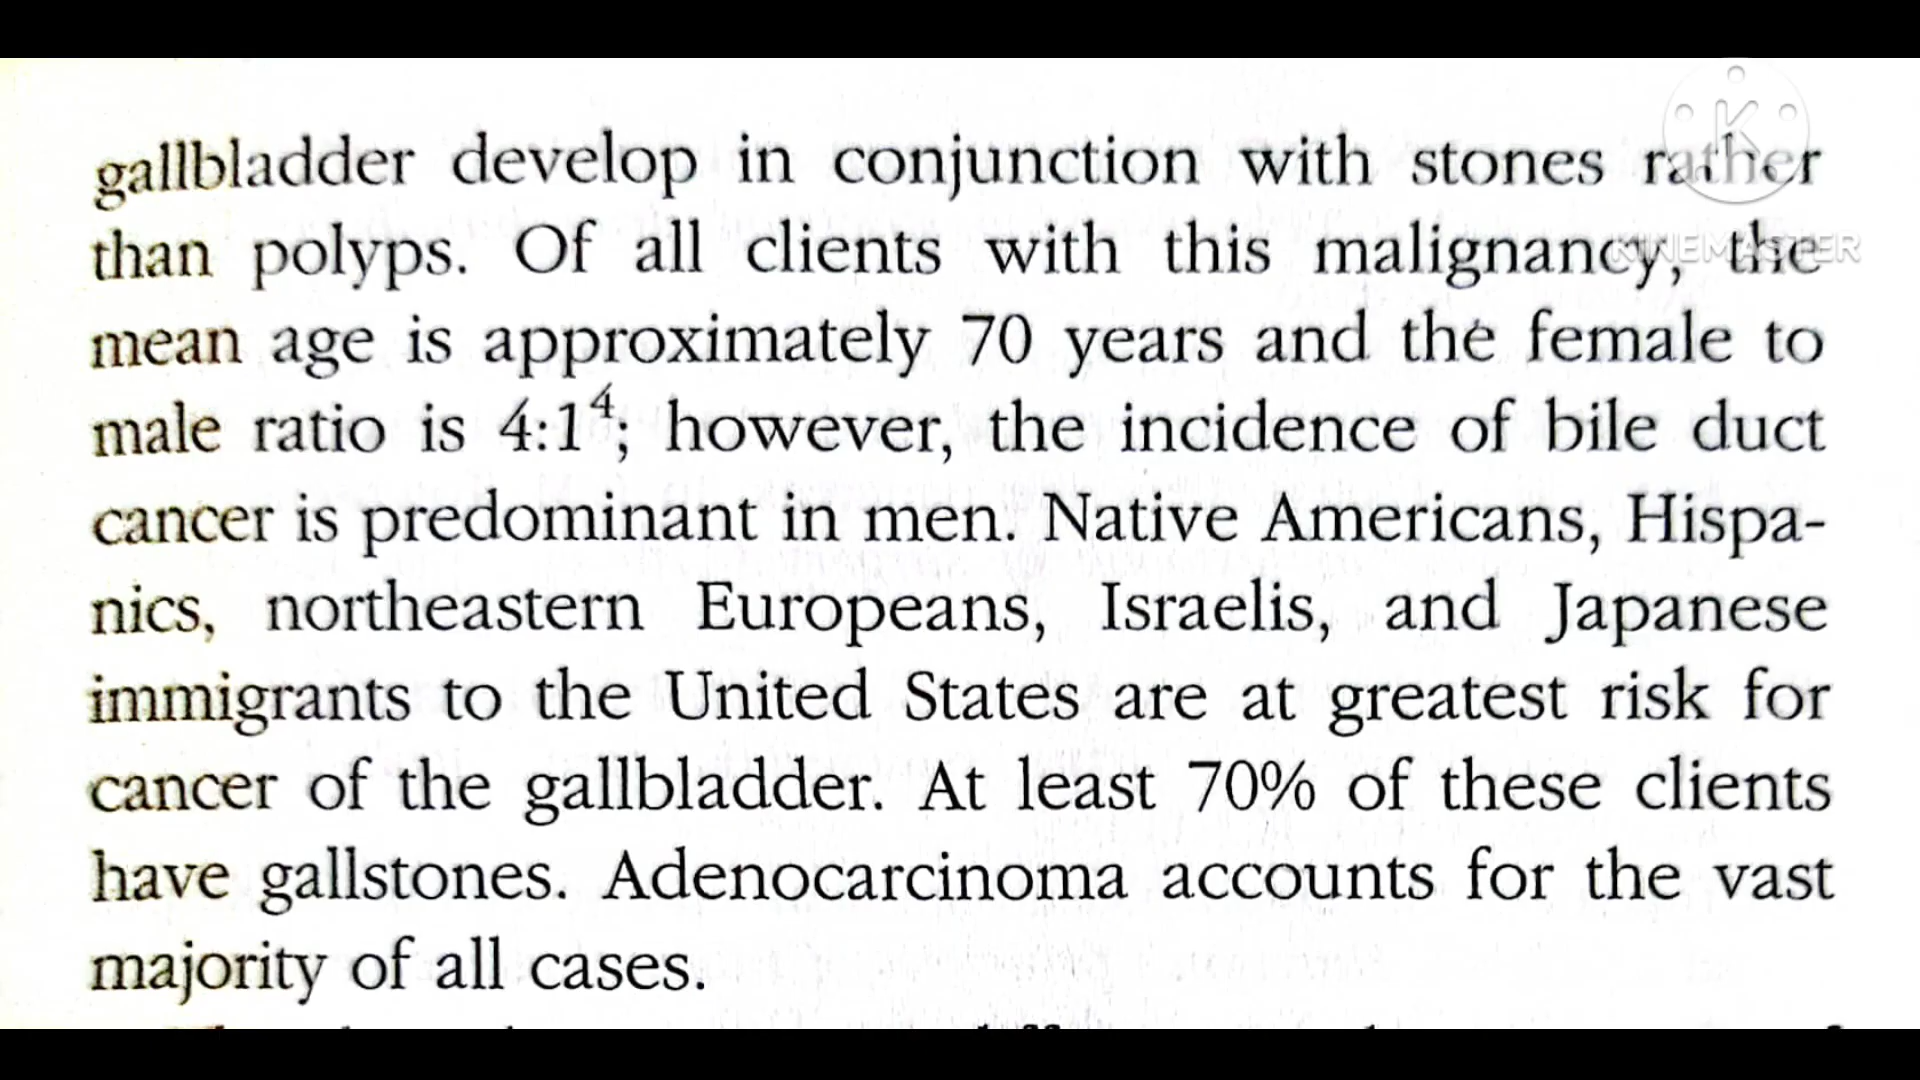 gallbladder develop in conjunction with stones rather
than polyps. Of all clients with this malignancy, the
mean age is approximately 70 years and the female to
male ratio is 4:1⁴; however, the incidence of bile duct
cancer is predominant in men. Native Americans, Hispa-
nics, northeastern Europeans, Israelis, and Japanese
immigrants to the United States are at greatest risk for
cancer of the gallbladder. At least 70% of these clients
have gallstones. Adenocarcinoma accounts for the vast
majority of all cases.
K
KINEMASTER